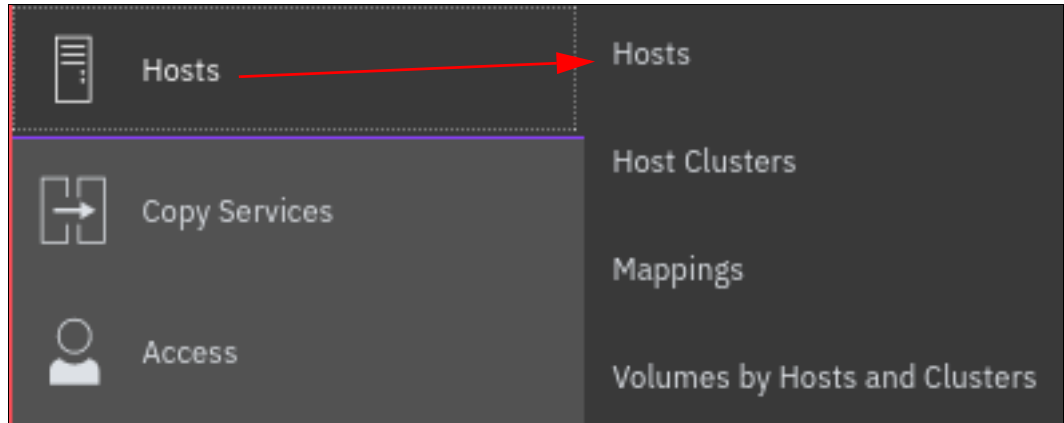 Hosts
Copy Services
Access
Hosts
Host Clusters
Mappings
Volumes by Hosts and Clusters